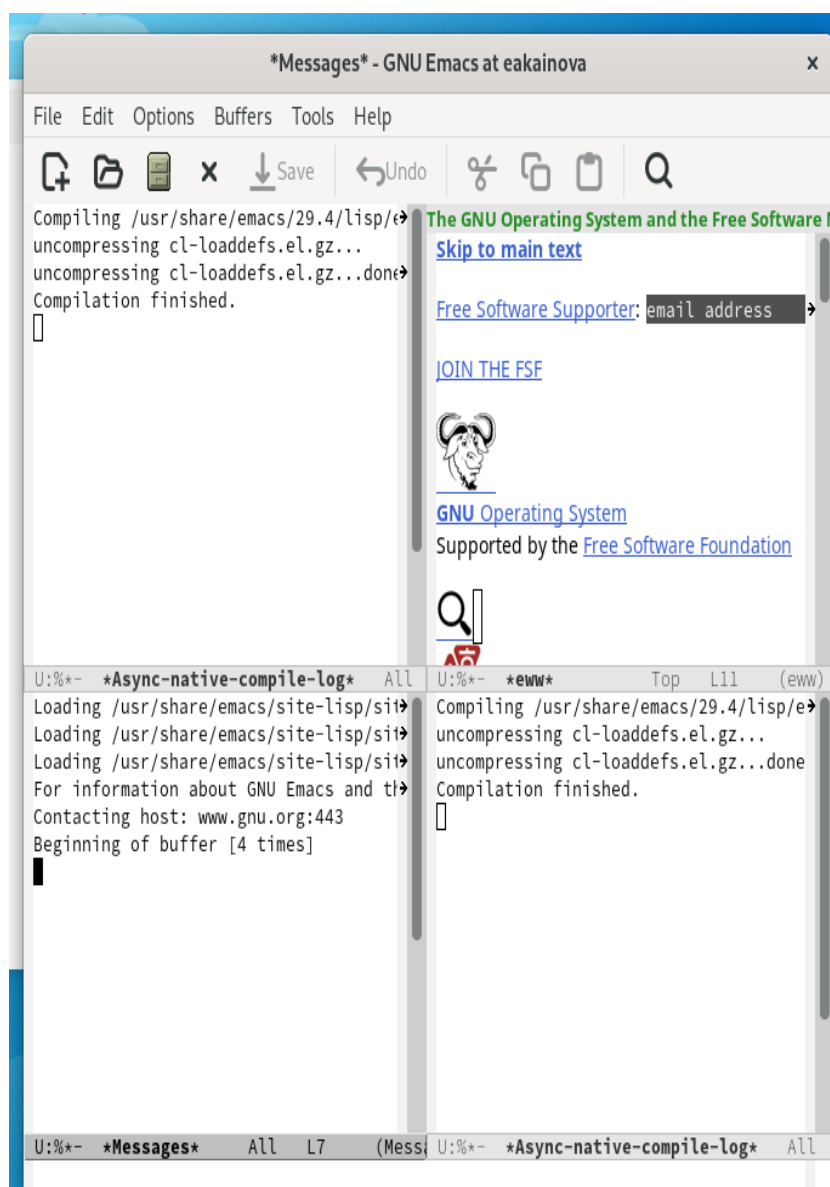 *Messages* - GNU Emacs at eakainova
File Edit Options Buffers Tools Help
Save Undo
Compiling /usr/share/emacs/29.4/lisp/e
uncompressing cl-loaddefs.el.gz...
uncompressing cl-loaddefs.el.gz...done
Compilation finished.
U:%*- *Async-native-compile-log* All
The GNU Operating System and the Free Software
Skip to main text
Free Software Supporter: email address
JOIN THE FSF
GNU Operating System
Supported by the Free Software Foundation
U:%*- *eww* Top L11 (eww)
Loading /usr/share/emacs/site-lisp/sit
Loading /usr/share/emacs/site-lisp/sit
Loading /usr/share/emacs/site-lisp/sit
For information about GNU Emacs and th
Contacting host: www.gnu.org:443
Beginning of buffer [4 times]
U:%*- *Messages* All L7 (Messa
Compiling /usr/share/emacs/29.4/lisp/e
uncompressing cl-loaddefs.el.gz...
uncompressing cl-loaddefs.el.gz...done
Compilation finished.
U:%*- *Async-native-compile-log* All